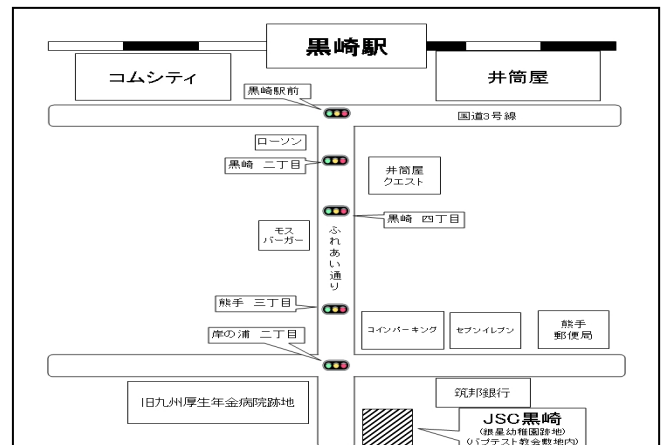 黒崎駅
コムシティ
井筒屋
黒崎駅前
国道3号線
ローソン
黒崎 二丁目
井筒屋
クエスト
黒崎 四丁目
モス
バーガー
ふれあい通り
熊手 三丁目
コインパーキング
セブンイレブン
熊手
郵便局
岸の浦 二丁目
旧九州厚生年金病院跡地
筑邦銀行
JSC黒崎
(銀星幼稚園跡地)
(バプテスト教会敷地内)